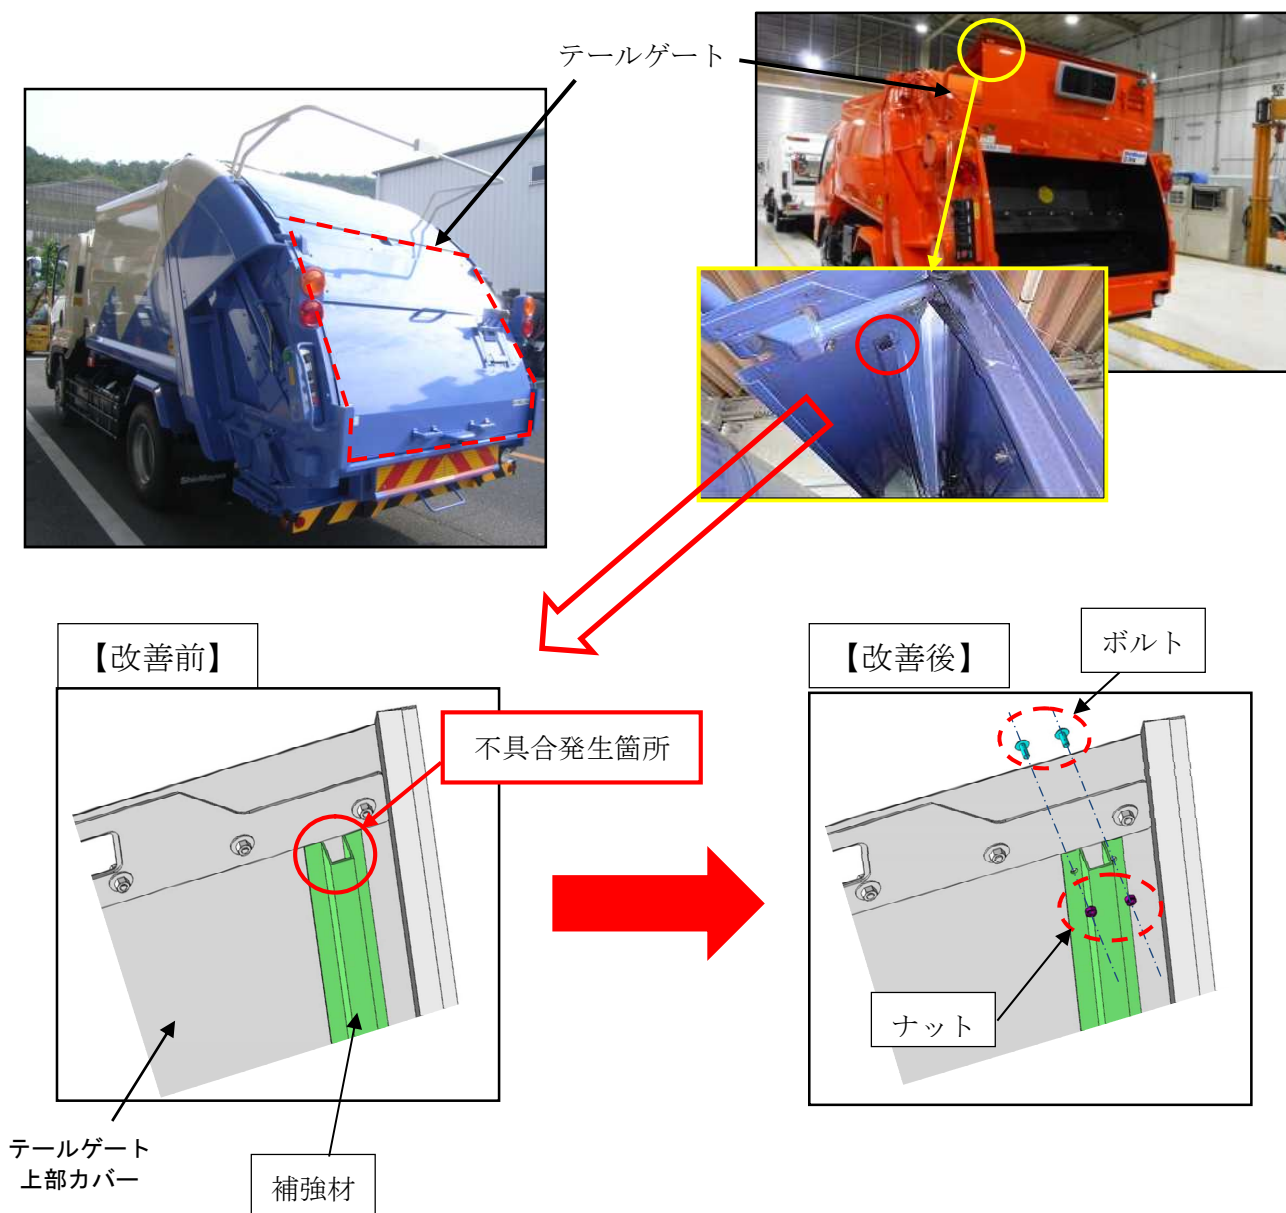 テールゲート
【改善前】
不具合発生箇所
テールゲート
上部カバー
補強材
【改善後】
ボルト
ナット